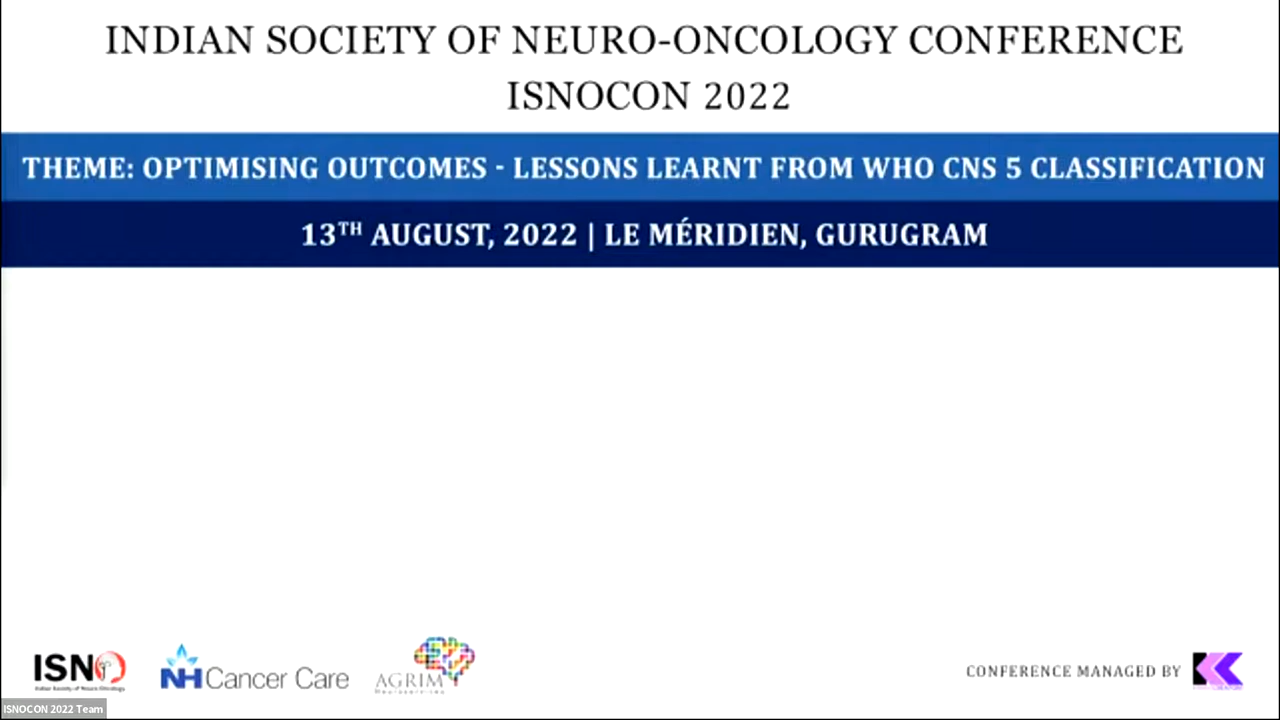 INDIAN SOCIETY OF NEURO-ONCOLOGY CONFERENCE
ISNOCON 2022
THEME: OPTIMISING OUTCOMES - LESSONS LEARNT FROM WHO CNS 5 CLASSIFICATION
13TH AUGUST, 2022 | LE MÉRIDIEN, GURUGRAM
ISNO
Indian Society of Neuro Oncology
NH Cancer Care
AGRIM
Neurosciences
CONFERENCE MANAGED BY
ISNOCON 2022 Team